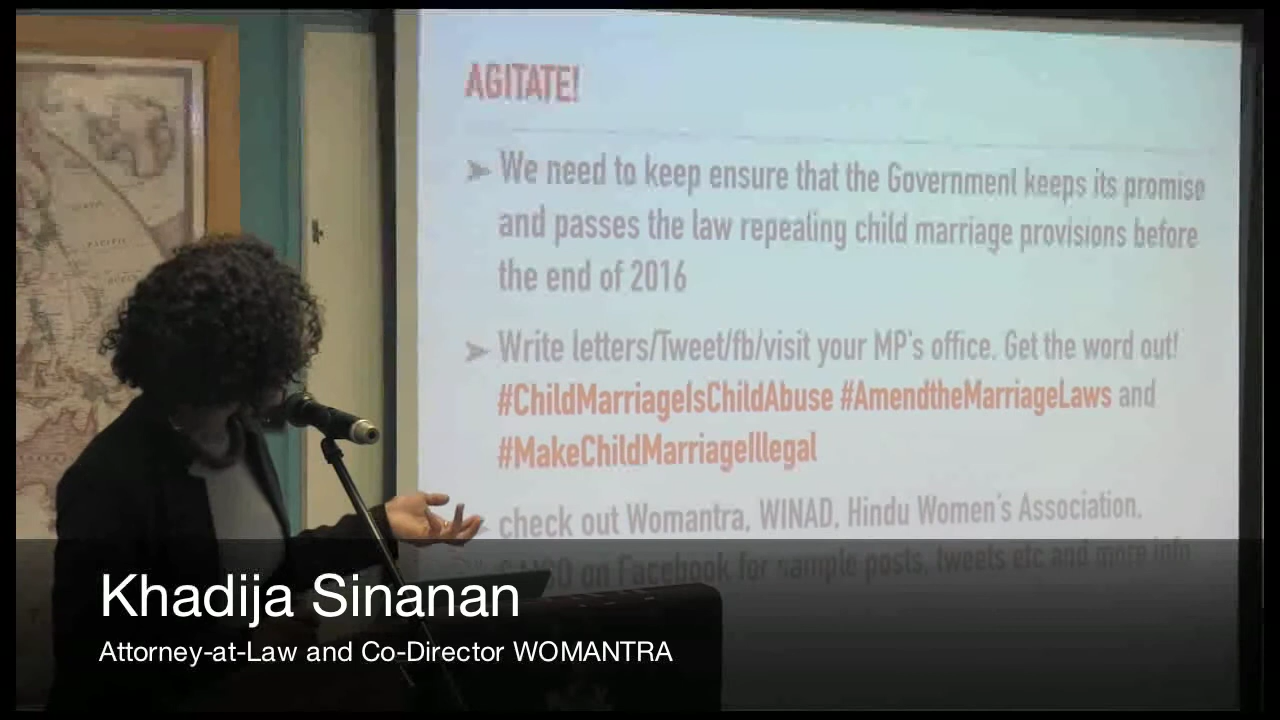 AGITATE!
➤ We need to keep ensure that the Government keeps its promise
and passes the law repealing child marriage provisions before
the end of 2016
➤ Write letters/Tweet/fb/visit your MP's office. Get the word out!
#ChildMarriageIsChildAbuse #AmendtheMarriageLaws and
#MakeChildMarriageIllegal
check out Womantra, WINAD, Hindu Women's Association,
on Facebook for sample posts, tweets etc and more info
PACIFIC
Khadija Sinanan
Attorney-at-Law and Co-Director WOMANTRA